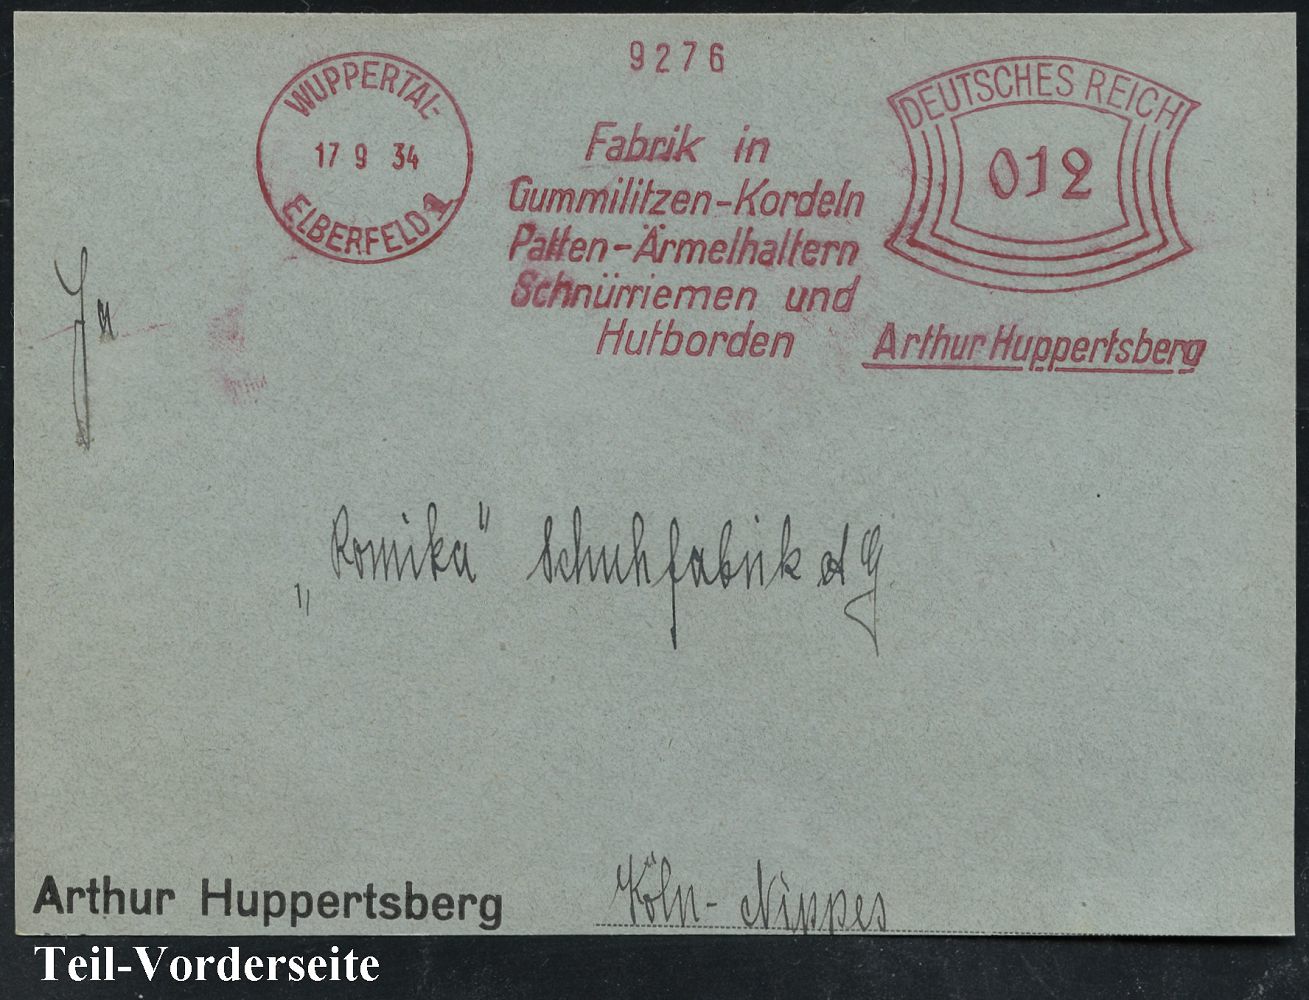 WUPPERTAL-
17 9 34
ELBERFELD 1
9276
Fabrik in
Gummilitzen-Kordeln
Patten-Ärmelhaltern
Schnürriemen und
Hutborden
DEUTSCHES REICH
012
Arthur Huppertsberg
„Romika" Schuhfabrik AG
Arthur Huppertsberg
Köln-Nippes
Teil-Vorderseite